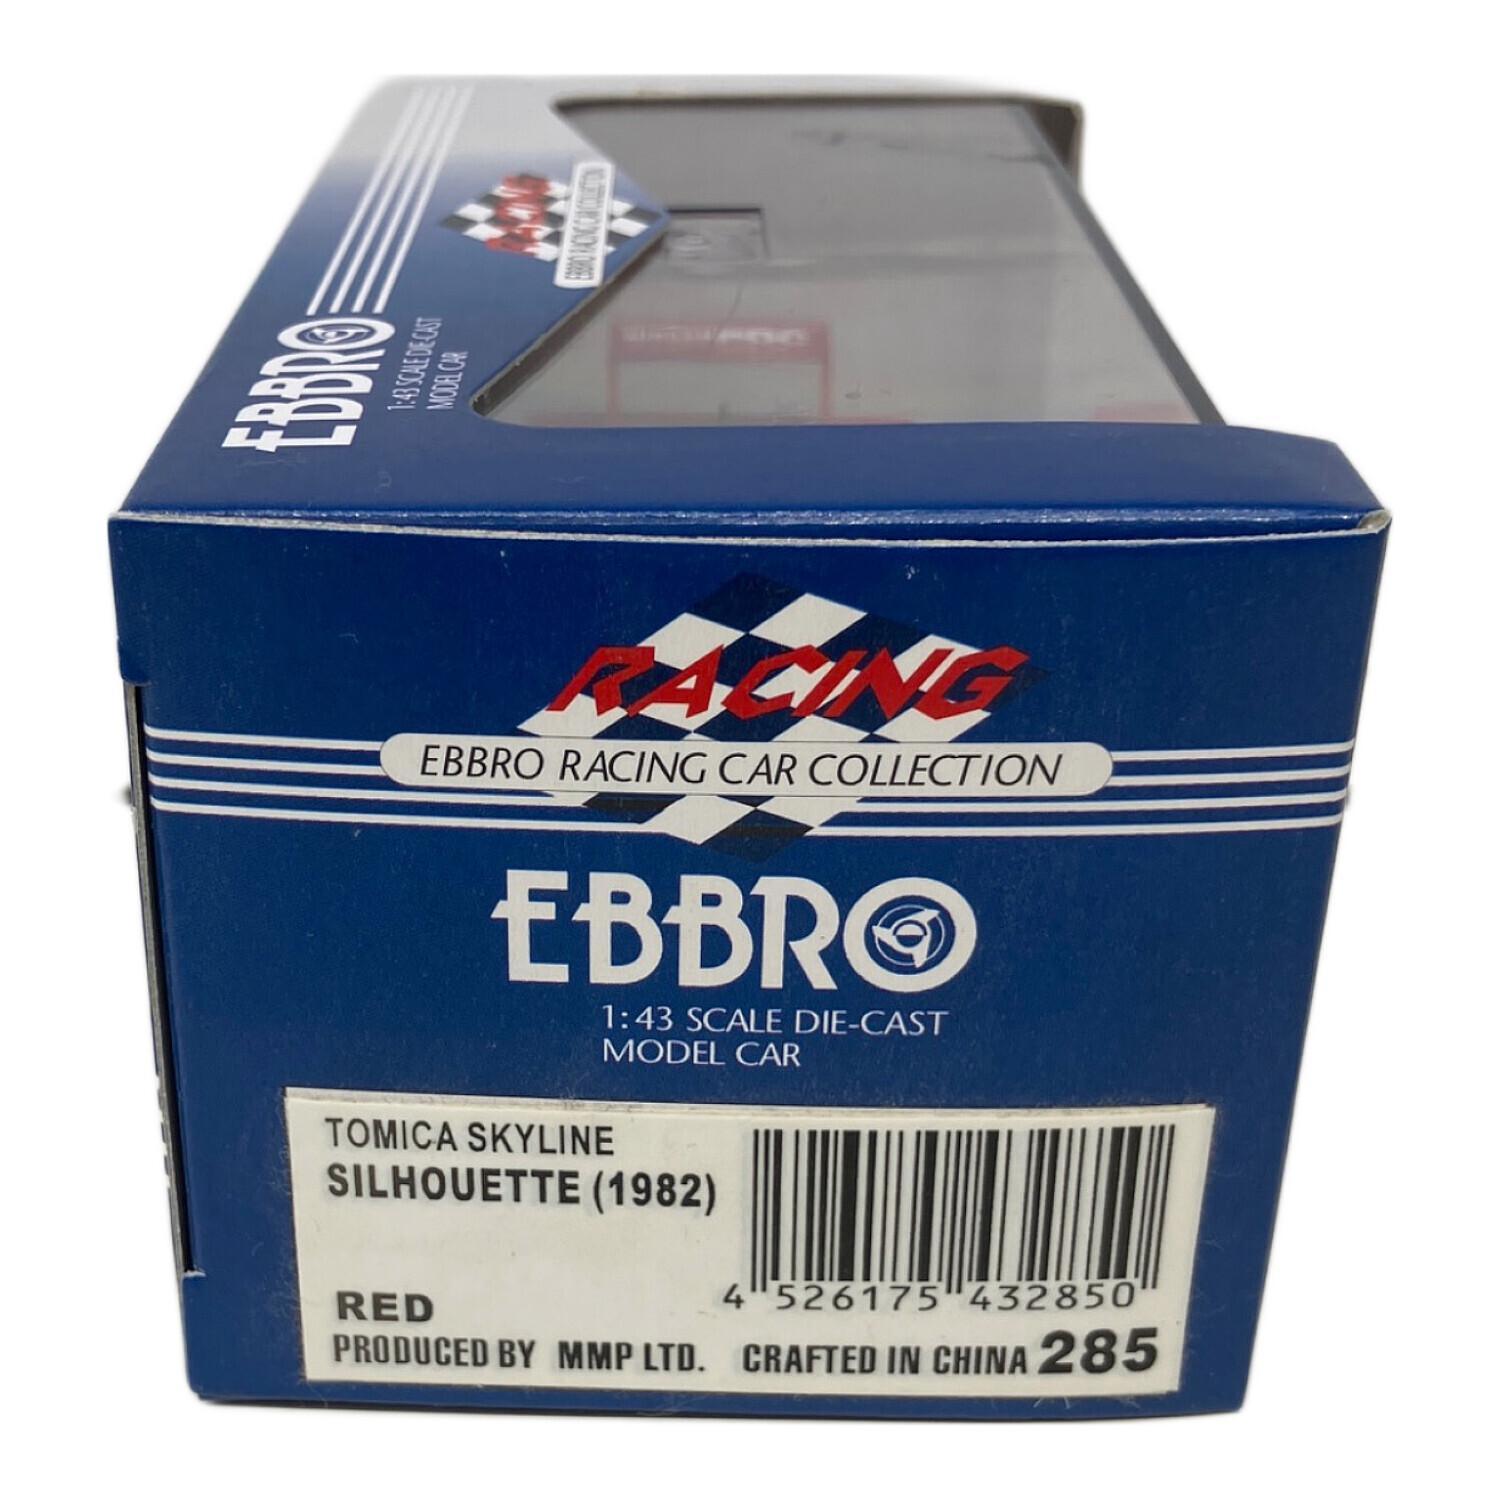 RACING
EBBRO RACING CAR COLLECTION
EBBRO
1:43 SCALE DIE-CAST
MODEL CAR
RACING
EBBRO RACING CAR COLLECTION
EBBRO
1:43 SCALE DIE-CAST
MODEL CAR
TOMICA SKYLINE
SILHOUETTE (1982)
4 526175 432850
RED
PRODUCED BY MMP LTD. CRAFTED IN CHINA 285